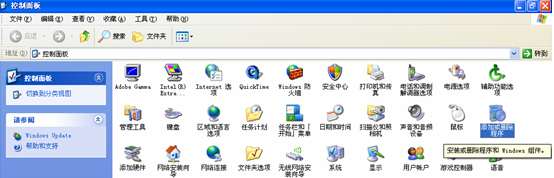 控制面板
文件(F) 编辑(E) 查看(V) 收藏(A) 工具(T) 帮助(H)
后退 搜索 文件夹
地址(D) 控制面板 转到
控制面板
切换到分类视图
请参阅
Windows Update
帮助和支持
Adobe Gamma Intel(R) Extre... Internet 选项 QuickTime Windows 防火墙 安全中心 打印机和传真 电话和调制解调器选项 电源选项 辅助功能选项
管理工具 键盘 区域和语言选项 任务计划 任务栏和「开始」菜单 日期和时间 扫描仪和照相机 声音和音频设备 鼠标 添加或删除程序
安装或删除程序和 Windows 组件。
添加硬件 网络安装向导 网络连接 文件夹选项 无线网络安装向导 系统 显示 用户帐户 游戏控制器 语音